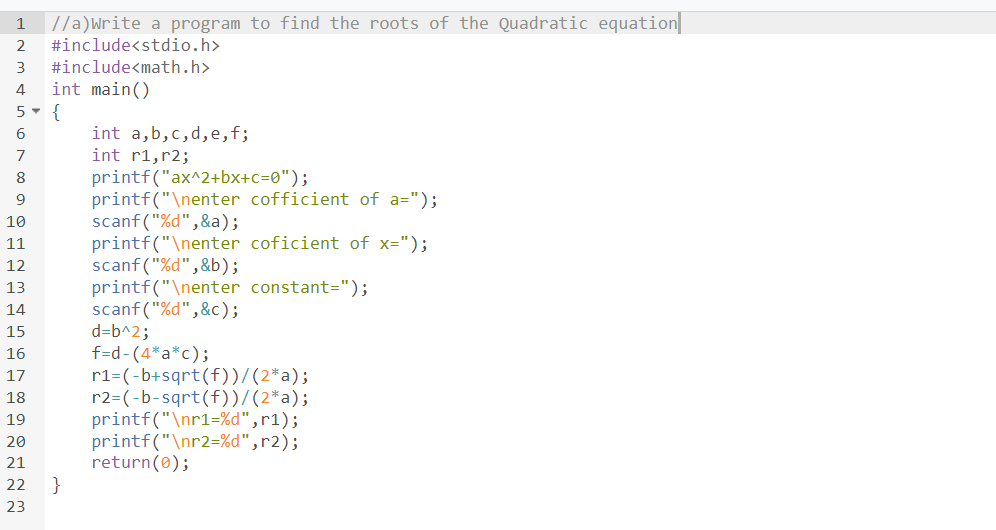 1 //a)Write a program to find the roots of the Quadratic equation
2 #include<stdio.h>
3 #include<math.h>
4 int main()
5 {
6     int a,b,c,d,e,f;
7     int r1,r2;
8     printf("ax^2+bx+c=0");
9     printf("\nenter cofficient of a=");
10     scanf("%d",&a);
11     printf("\nenter coficient of x=");
12     scanf("%d",&b);
13     printf("\nenter constant=");
14     scanf("%d",&c);
15     d=b^2;
16     f=d-(4*a*c);
17     r1=(-b+sqrt(f))/(2*a);
18     r2=(-b-sqrt(f))/(2*a);
19     printf("\nr1=%d",r1);
20     printf("\nr2=%d",r2);
21     return(0);
22 }
23